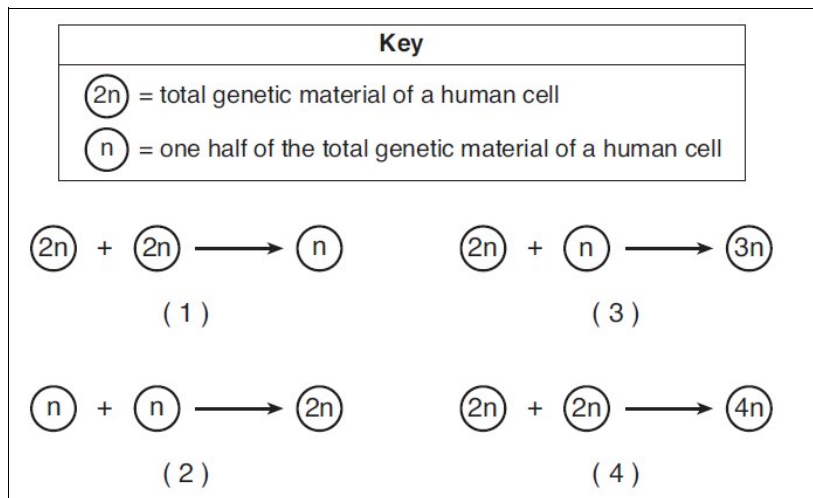 Key
2n = total genetic material of a human cell
n = one half of the total genetic material of a human cell
2n + 2n n
( 1 )
2n + n 3n
( 3 )
n + n 2n
( 2 )
2n + 2n 4n
( 4 )